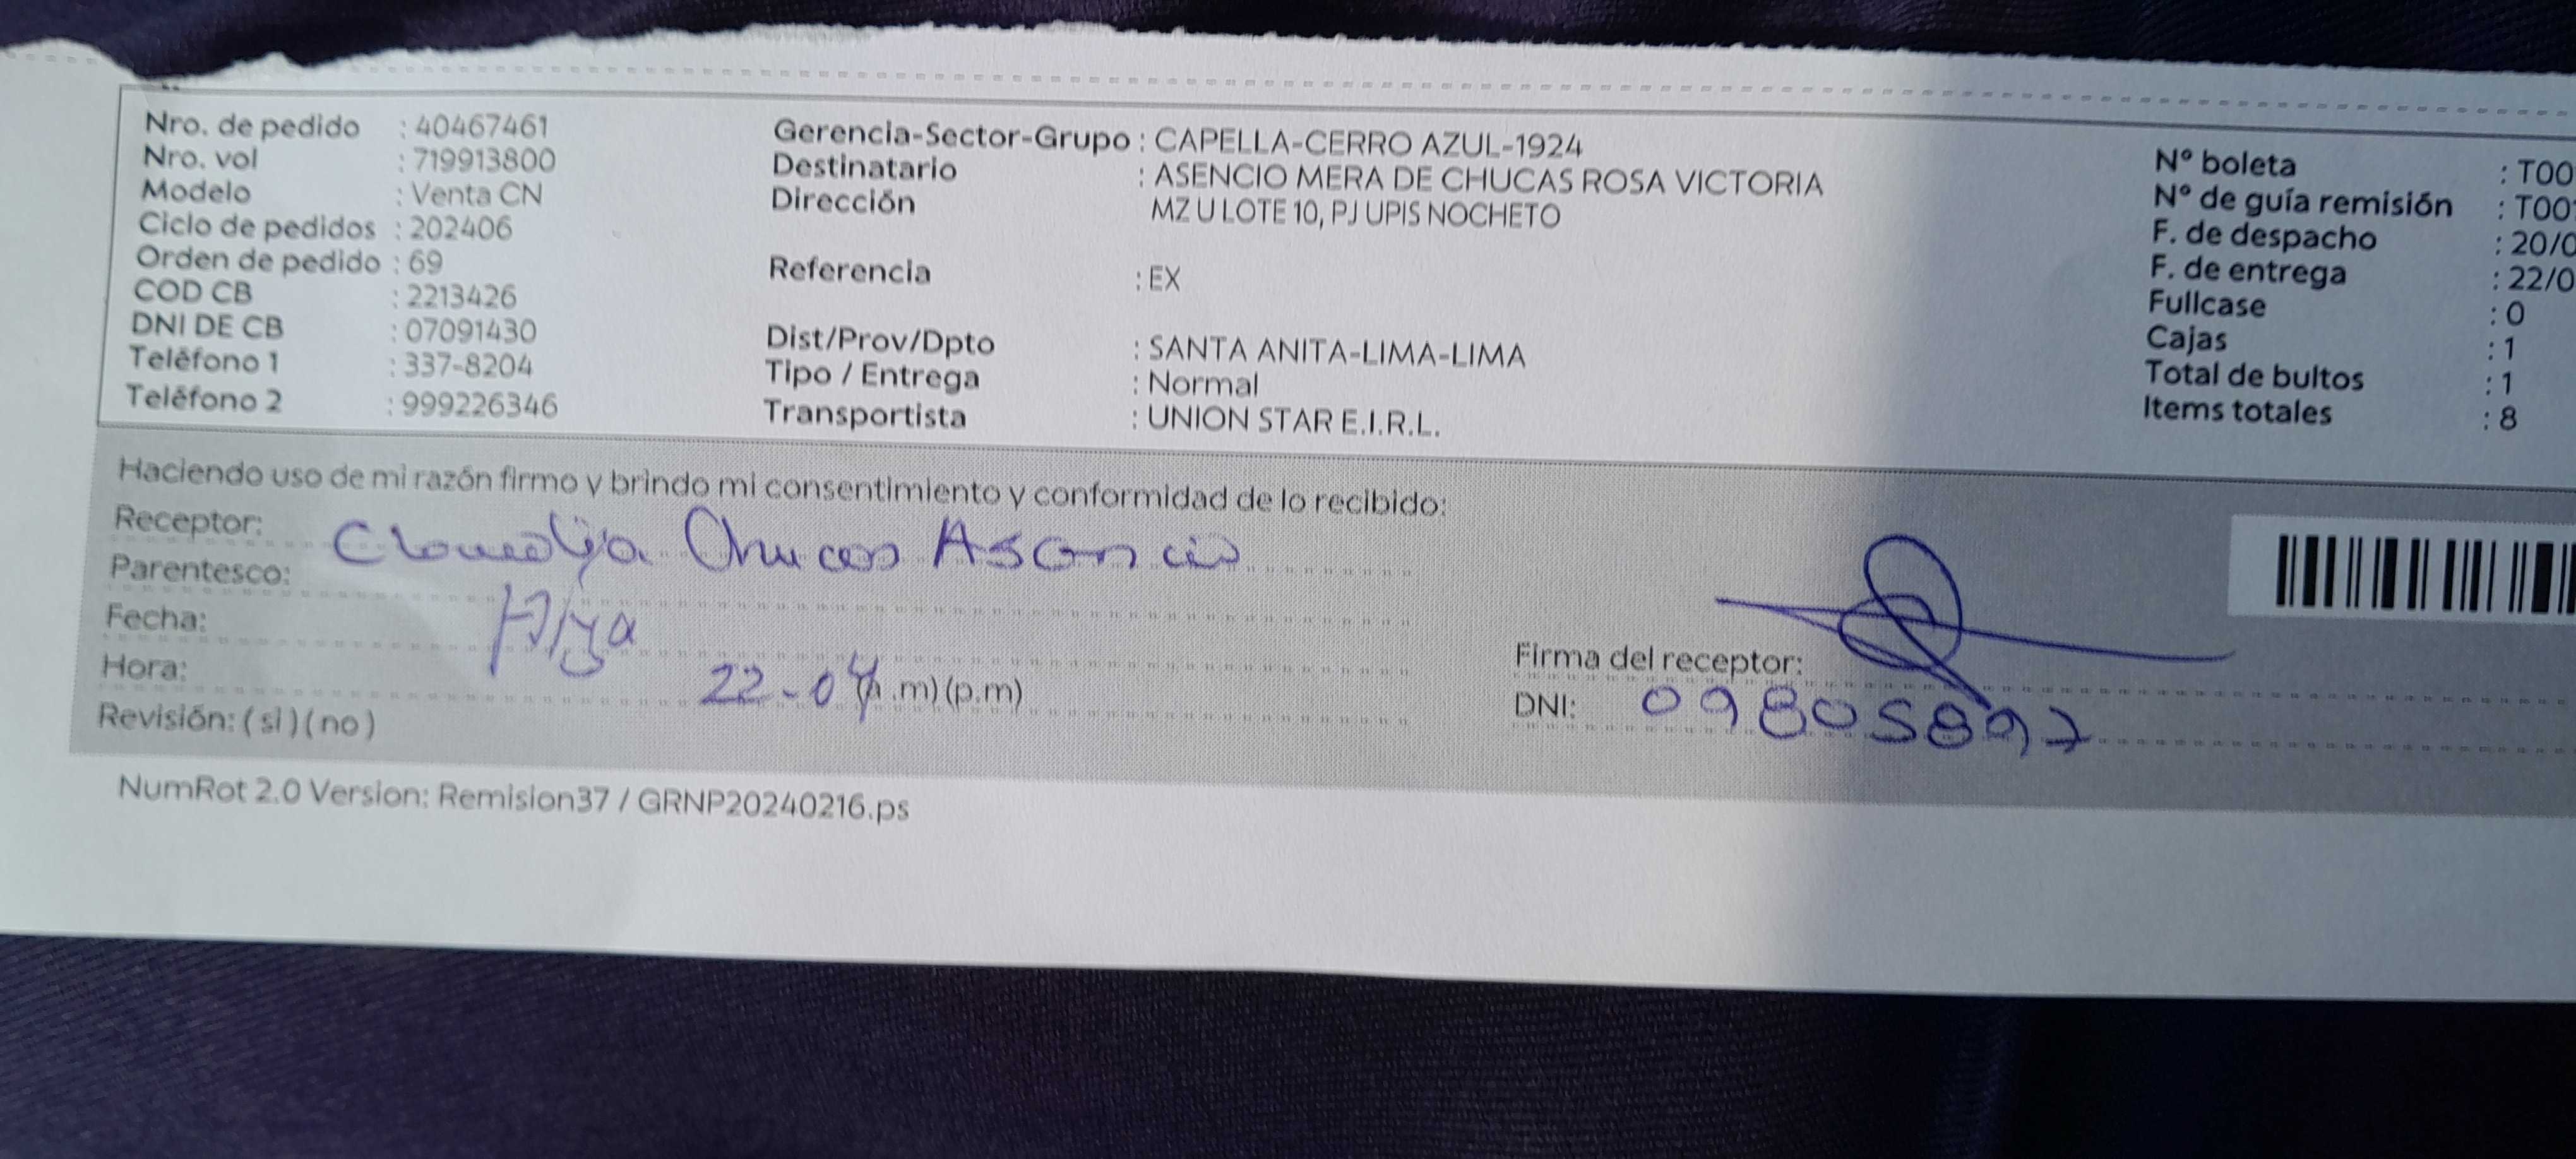 Nro. de pedido : 40467461
Nro. vol : 719913800
Modelo : Venta CN
Ciclo de pedidos : 202406
Orden de pedido : 69
COD CB : 2213426
DNI DE CB : 07091430
Teléfono 1 : 337-8204
Teléfono 2 : 999226346
Gerencia-Sector-Grupo : CAPELLA-CERRO AZUL-1924
Destinatario : ASENCIO MERA DE CHUCAS ROSA VICTORIA
Dirección MZ U LOTE 10, PJ UPIS NOCHETO
Referencia : EX
Dist/Prov/Dpto : SANTA ANITA-LIMA-LIMA
Tipo / Entrega : Normal
Transportista : UNION STAR E.I.R.L.
N° boleta : T00
N° de guía remisión : T00
F. de despacho : 20/0
F. de entrega : 22/0
Fullcase : 0
Cajas : 1
Total de bultos : 1
Items totales : 8
Haciendo uso de mi razón firmo y brindo mi consentimiento y conformidad de lo recibido:
Receptor: Claudia Chucas Asencio
Parentesco: Hija
Fecha: 22-04
Hora: (a.m) (p.m)
Revisión: (si) (no)
Firma del receptor:
DNI: 09805897
NumRot 2.0 Version: Remision37 / GRNP20240216.ps